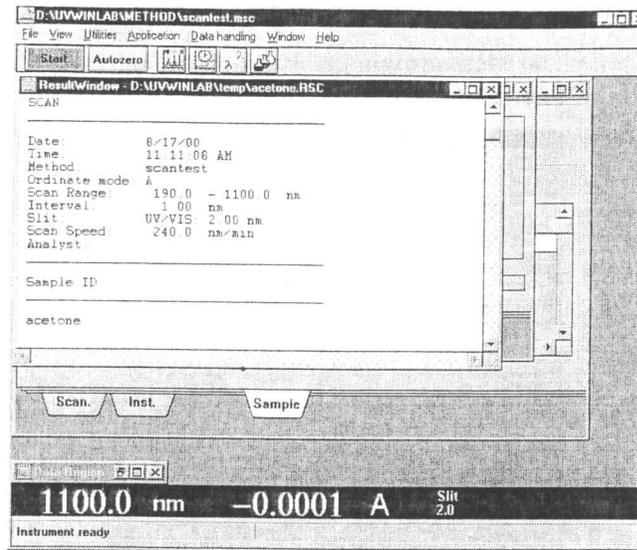 D:\UVWINLAB\METHOD\scantest.msc
File View Utilities Application Data handling Window Help
Start Autozero
ResultWindow - D:\UVWINLAB\temp\acetone.RSC
SCAN
Date: 8/17/00
Time: 11:11:08 AM
Method: scantest
Ordinate mode: A
Scan Range: 190.0 - 1100.0 nm
Interval: 1.00 nm
Slit: UV/VIS: 2.00 nm
Scan Speed: 240.0 nm/min
Analyst:
Sample ID
acetone
Scan. Inst. Sample
1100.0 nm -0.0001 A Slit
2.0
Instrument ready